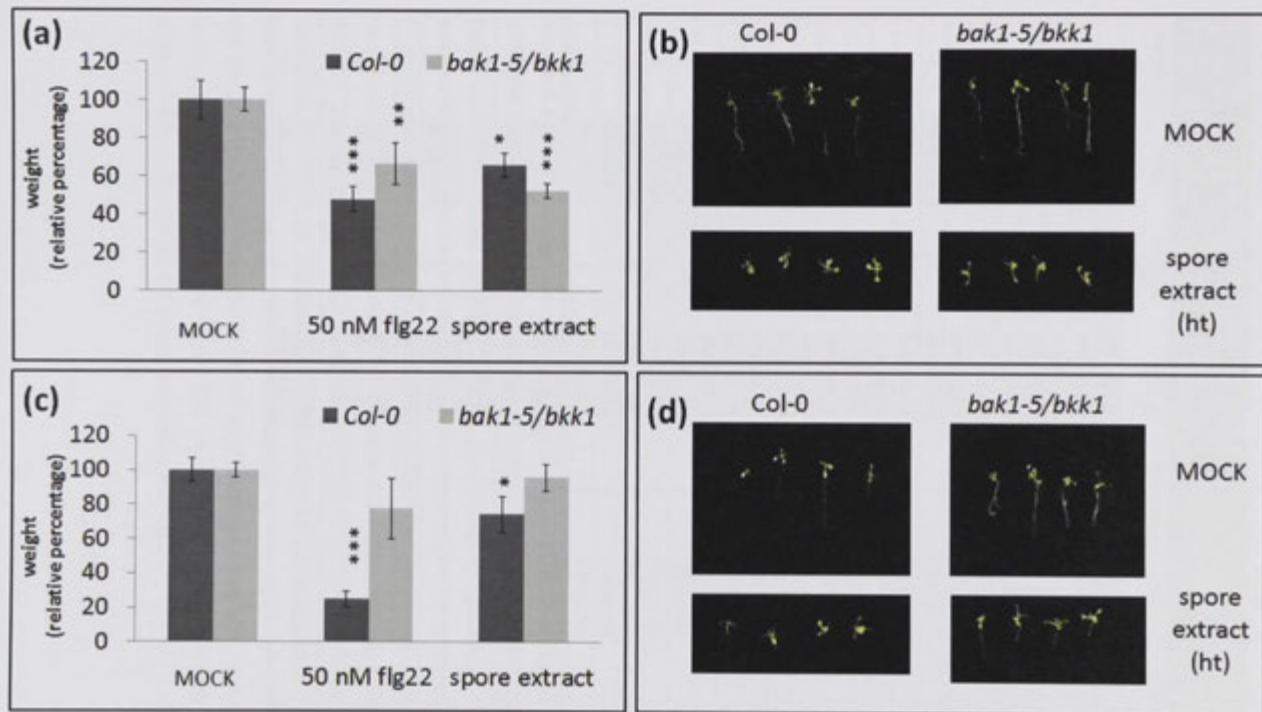 (a)
Col-0 bak1-5/bkk1
120
100
80
60
40
20
0
weight
(relative percentage)
***
**
*
***
MOCK 50 nM flg22 spore extract
(b)
Col-0 bak1-5/bkk1
MOCK
spore
extract
(ht)
(c)
Col-0 bak1-5/bkk1
120
100
80
60
40
20
0
weight
(relative percentage)
***
*
MOCK 50 nM flg22 spore extract
(d)
Col-0 bak1-5/bkk1
MOCK
spore
extract
(ht)